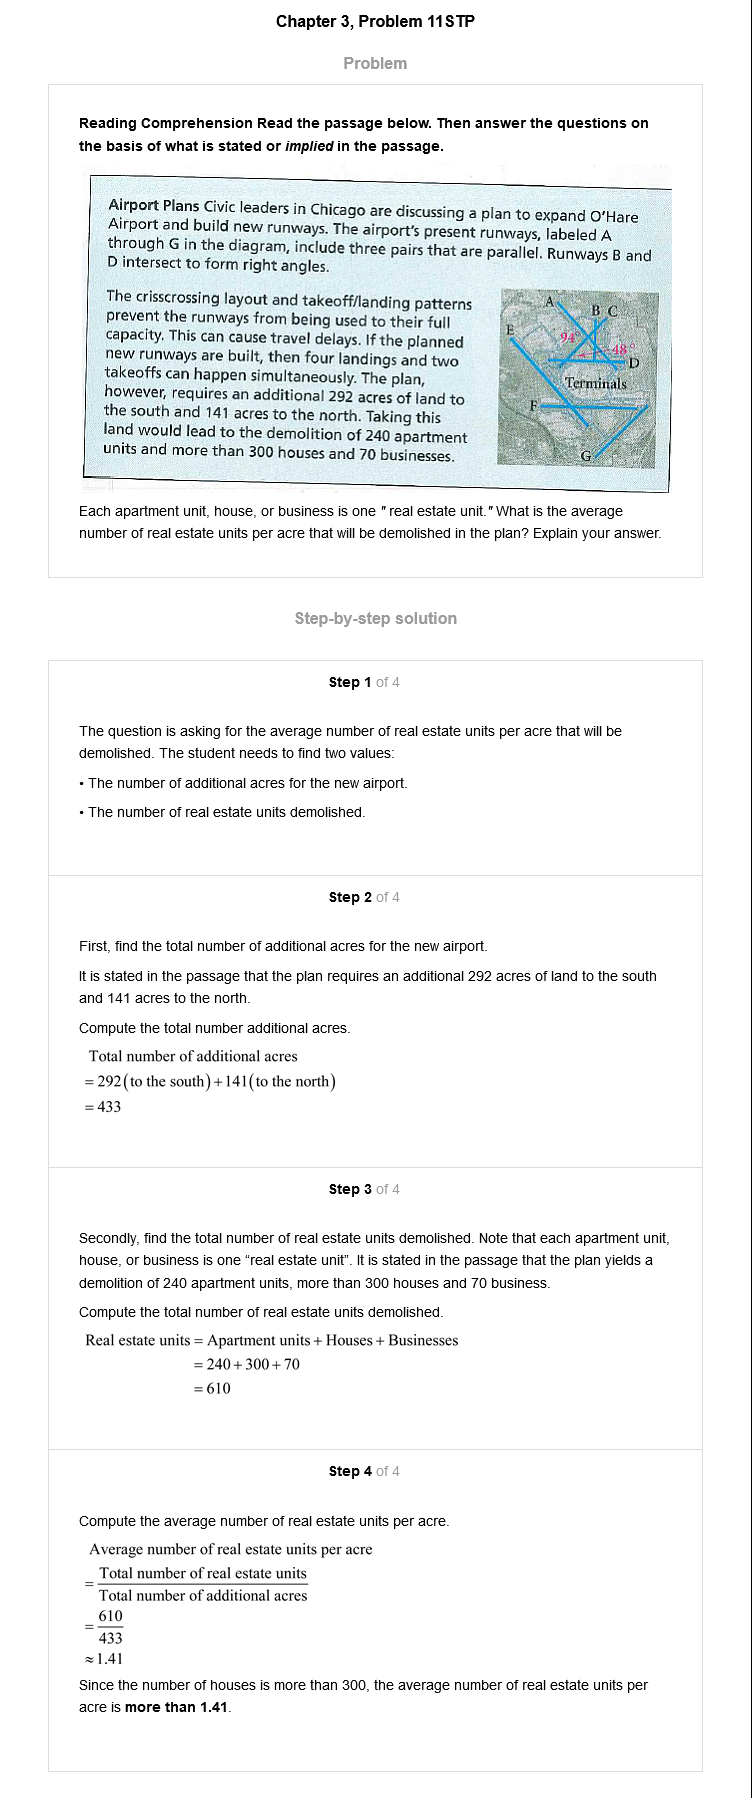 Chapter 3, Problem 11STP
Problem
Reading Comprehension Read the passage below. Then answer the questions on
the basis of what is stated or implied in the passage.
Airport Plans Civic leaders in Chicago are discussing a plan to expand O'Hare
Airport and build new runways. The airport's present runways, labeled A
through G in the diagram, include three pairs that are parallel. Runways B and
D intersect to form right angles.
The crisscrossing layout and takeoff/landing patterns
prevent the runways from being used to their full
capacity. This can cause travel delays. If the planned
new runways are built, then four landings and two
takeoffs can happen simultaneously. The plan,
however, requires an additional 292 acres of land to
the south and 141 acres to the north. Taking this
land would lead to the demolition of 240 apartment
units and more than 300 houses and 70 businesses.
A
B C
E
94°
48°
D
Terminals
F
G
Each apartment unit, house, or business is one " real estate unit." What is the average
number of real estate units per acre that will be demolished in the plan? Explain your answer.
Step-by-step solution
Step 1 of 4
The question is asking for the average number of real estate units per acre that will be
demolished. The student needs to find two values:
• The number of additional acres for the new airport.
• The number of real estate units demolished.
Step 2 of 4
First, find the total number of additional acres for the new airport.
It is stated in the passage that the plan requires an additional 292 acres of land to the south
and 141 acres to the north.
Compute the total number additional acres.
Total number of additional acres
= 292(to the south)+141(to the north)
= 433
Step 3 of 4
Secondly, find the total number of real estate units demolished. Note that each apartment unit,
house, or business is one “real estate unit”. It is stated in the passage that the plan yields a
demolition of 240 apartment units, more than 300 houses and 70 business.
Compute the total number of real estate units demolished.
Real estate units = Apartment units + Houses + Businesses
= 240 + 300 + 70
= 610
Step 4 of 4
Compute the average number of real estate units per acre.
Average number of real estate units per acre
= Total number of real estate units
Total number of additional acres
= 610
433
≈ 1.41
Since the number of houses is more than 300, the average number of real estate units per
acre is more than 1.41.